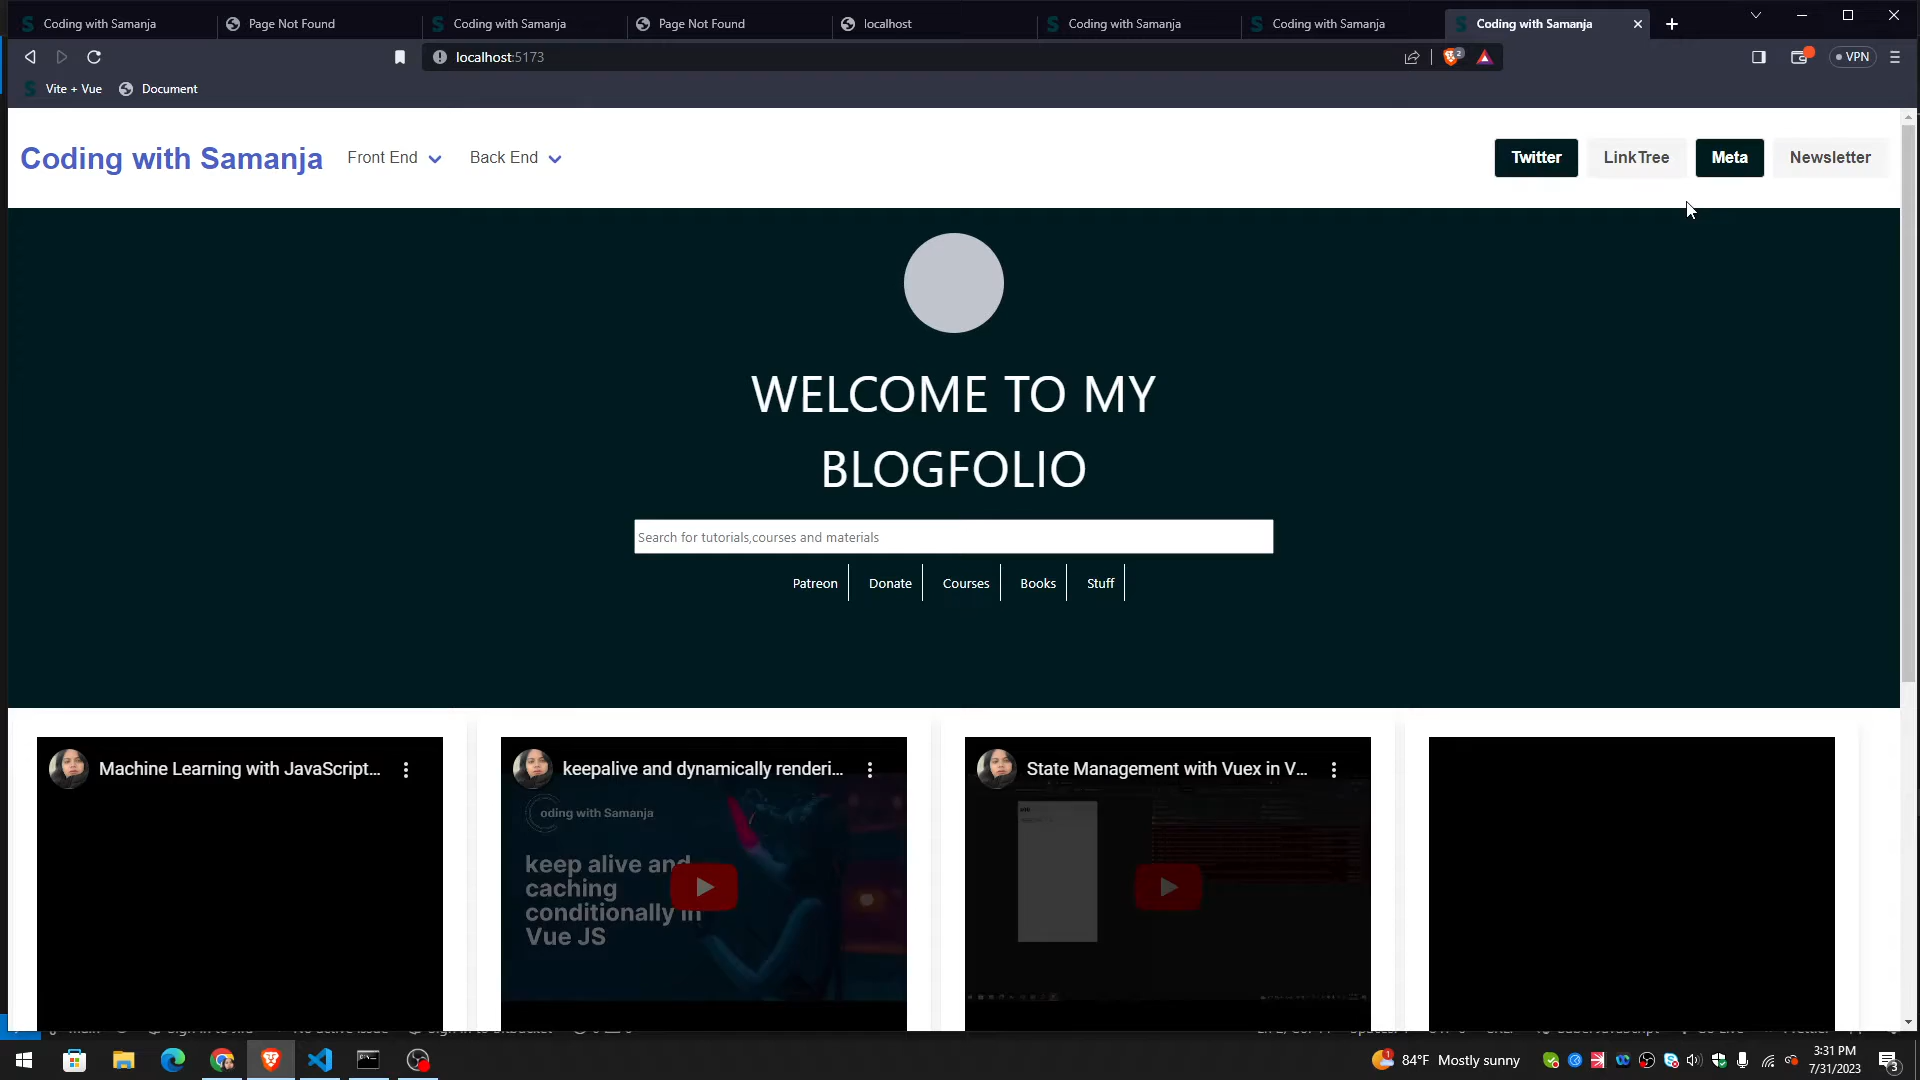 Coding with Samanja
Page Not Found
Coding with Samanja
Page Not Found
localhost
Coding with Samanja
Coding with Samanja
Coding with Samanja
localhost:5173
2
VPN
Vite + Vue
Document
Coding with Samanja
Front End
Back End
Twitter
LinkTree
Meta
Newsletter
WELCOME TO MY
BLOGFOLIO
Search for tutorials,courses and materials
Patreon
Donate
Courses
Books
Stuff
Machine Learning with JavaScript...
keepalive and dynamically renderi...
State Management with Vuex in V...
oding with Samanja
keep alive and
caching
conditionally in
Vue JS
1
84°F Mostly sunny
3:31 PM
7/31/2023
3